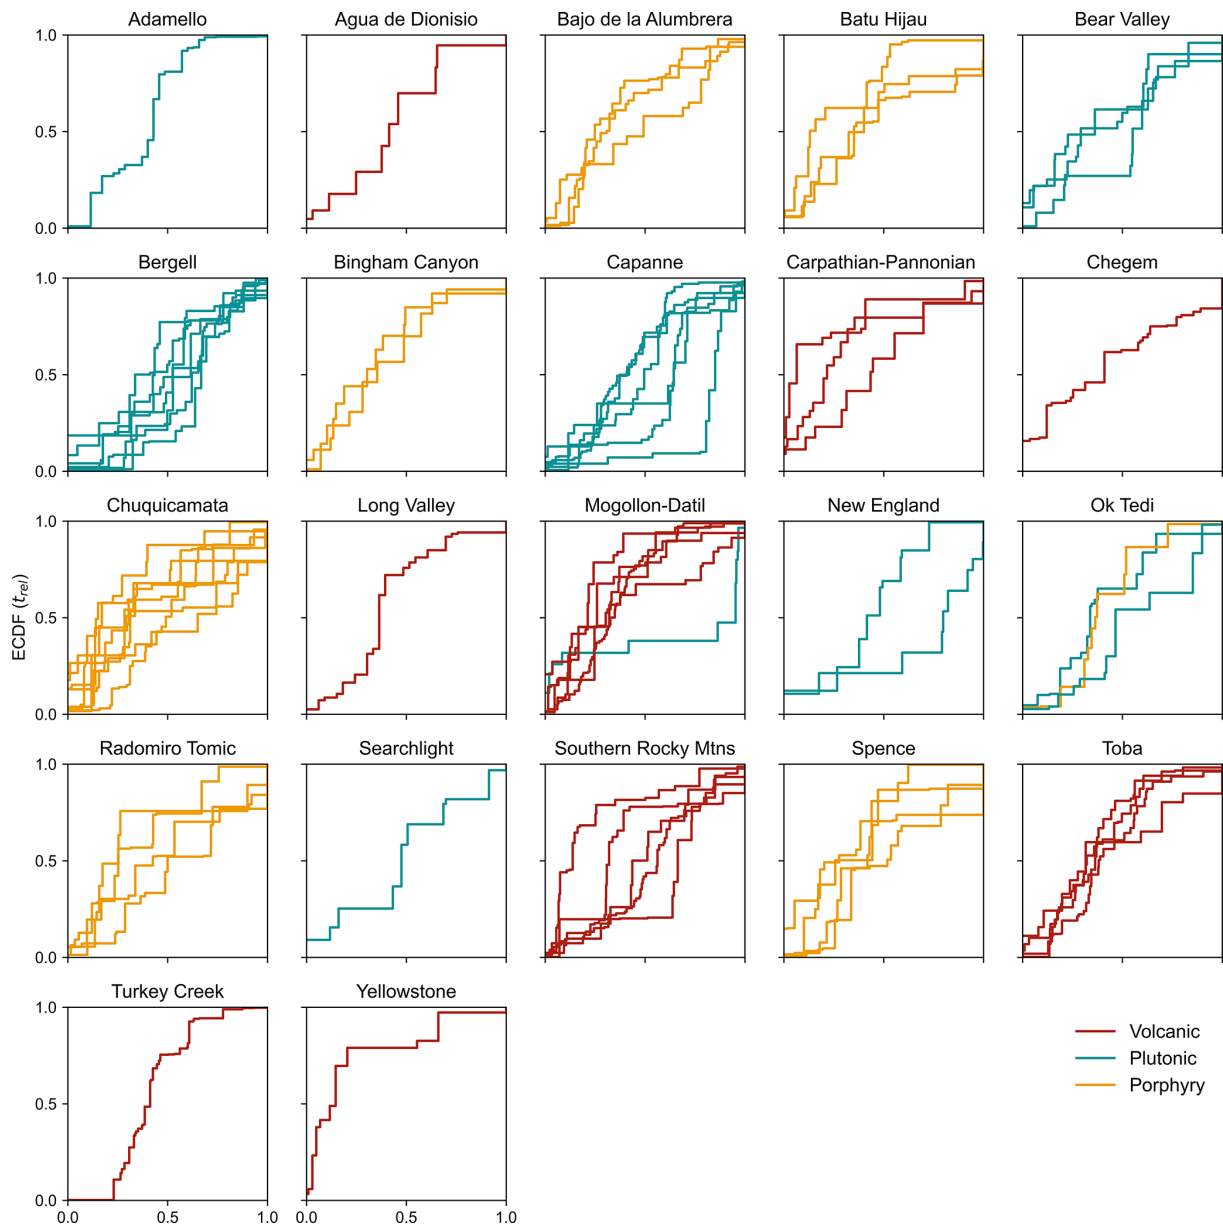 Adamello
Agua de Dionisio
Bajo de la Alumbrera
Batu Hijau
Bear Valley
1.0
0.5
0.0
Bergell
Bingham Canyon
Capanne
Carpathian-Pannonian
Chegem
1.0
0.5
0.0
Chuquicamata
Long Valley
Mogollon-Datil
New England
Ok Tedi
1.0
0.5
0.0
ECDF (t_rel)
Radomiro Tomic
Searchlight
Southern Rocky Mtns
Spence
Toba
1.0
0.5
0.0
Turkey Creek
Yellowstone
1.0
0.5
0.0
0.0 0.5 1.0
0.0 0.5 1.0
Volcanic
Plutonic
Porphyry